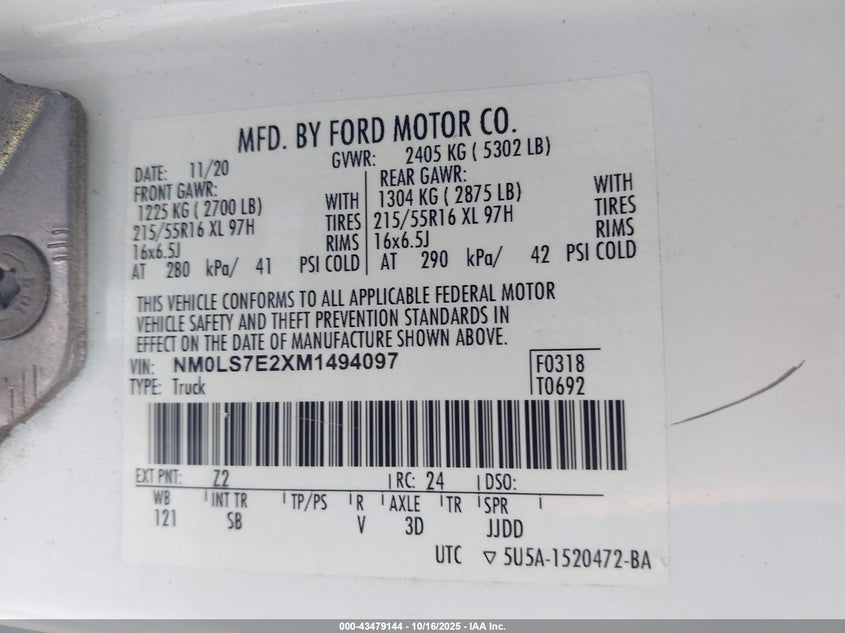 MFD. BY FORD MOTOR CO.
DATE: 11/20 GVWR: 2405 KG ( 5302 LB)
FRONT GAWR: REAR GAWR:
1225 KG ( 2700 LB) WITH 1304 KG ( 2875 LB) WITH
215/55R16 XL 97H TIRES 215/55R16 XL 97H TIRES
16x6.5J RIMS 16x6.5J RIMS
AT 280 kPa/ 41 PSI COLD AT 290 kPa/ 42 PSI COLD
THIS VEHICLE CONFORMS TO ALL APPLICABLE FEDERAL MOTOR
VEHICLE SAFETY AND THEFT PREVENTION STANDARDS IN
EFFECT ON THE DATE OF MANUFACTURE SHOWN ABOVE.
VIN: NM0LS7E2XM1494097 F0318
TYPE: Truck T0692
EXT PNT: Z2 RC: 24 DSO:
WB INT TR TP/PS R AXLE TR SPR
121 SB V 3D JJDD
UTC ▽ 5U5A-1520472-BA
000-43479144 - 10/16/2025 - IAA Inc.